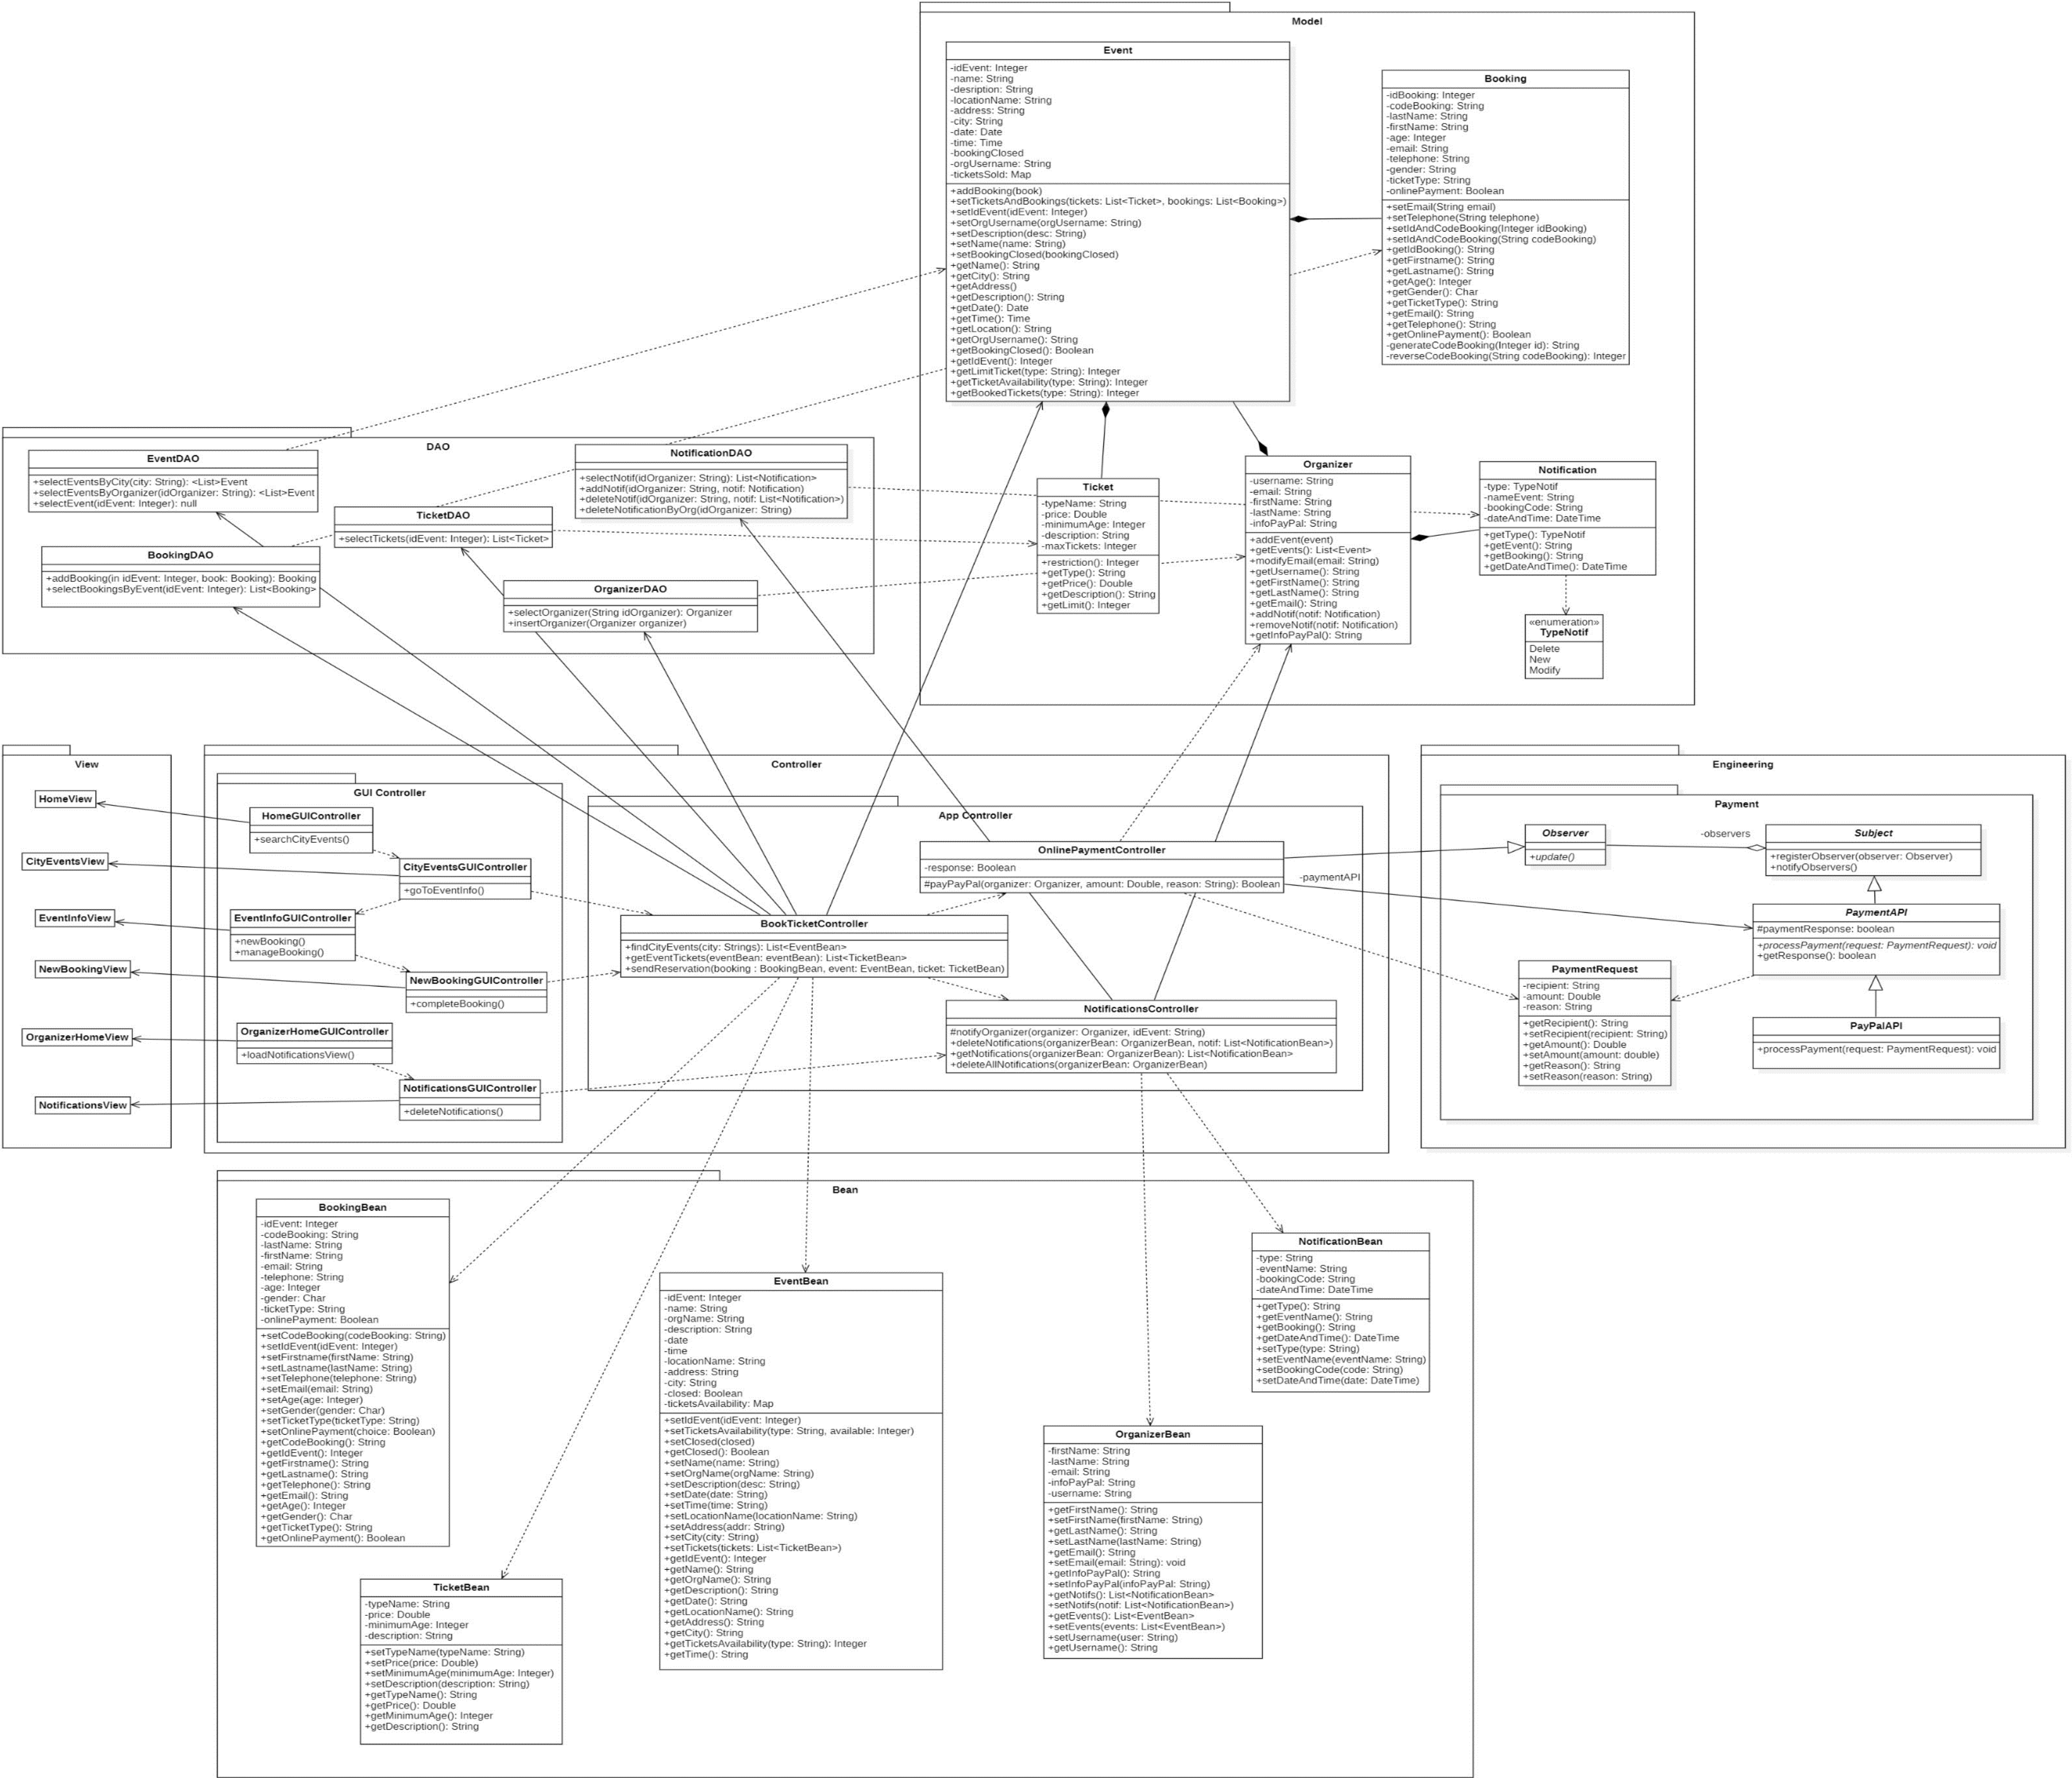 Model
Event
-idEvent: Integer
-name: String
-desription: String
-locationName: String
-address: String
-city: String
-date: Date
-time: Time
-bookingClosed
-orgUsername: String
-ticketsSold: Map
+addBooking(book)
+setTicketsAndBookings(tickets: List<Ticket>, bookings: List<Booking>)
+setIdEvent(idEvent: Integer)
+setOrgUsername(orgUsername: String)
+setDescription(desc: String)
+setName(name: String)
+setBookingClosed(bookingClosed)
+getName(): String
+getCity(): String
+getAddress()
+getDescription(): String
+getDate(): Date
+getTime(): Time
+getLocation(): String
+getOrgUsername(): String
+getBookingClosed(): Boolean
+getIdEvent(): Integer
+getLimitTicket(type: String): Integer
+getTicketAvailability(type: String): Integer
+getBookedTickets(type: String): Integer
Booking
-idBooking: Integer
-codeBooking: String
-lastName: String
-firstName: String
-age: Integer
-email: String
-telephone: String
-gender: String
-ticketType: String
-onlinePayment: Boolean
+setEmail(String email)
+setTelephone(String telephone)
+setIdAndCodeBooking(Integer idBooking)
+setIdAndCodeBooking(String codeBooking)
+getIdBooking(): String
+getFirstname(): String
+getLastname(): String
+getAge(): Integer
+getGender(): Char
+getTicketType(): String
+getEmail(): String
+getTelephone(): String
+getOnlinePayment(): Boolean
-generateCodeBooking(Integer id): String
-reverseCodeBooking(String codeBooking): Integer
Ticket
-typeName: String
-price: Double
-minimumAge: Integer
-description: String
-maxTickets: Integer
+restriction(): Integer
+getType(): String
+getPrice(): Double
+getDescription(): String
+getLimit(): Integer
Organizer
-username: String
-email: String
-firstName: String
-lastName: String
-infoPayPal: String
+addEvent(event)
+getEvents(): List<Event>
+modifyEmail(email: String)
+getUsername(): String
+getFirstName(): String
+getLastName(): String
+getEmail(): String
+addNotif(notif: Notification)
+removeNotif(notif: Notification)
+getInfoPayPal(): String
Notification
-type: TypeNotif
-nameEvent: String
-bookingCode: String
-dateAndTime: DateTime
+getType(): TypeNotif
+getEvent(): String
+getBooking(): String
+getDateAndTime(): DateTime
«enumeration»
TypeNotif
Delete
New
Modify
DAO
EventDAO
+selectEventsByCity(city: String): <List>Event
+selectEventsByOrganizer(idOrganizer: String): <List>Event
+selectEvent(idEvent: Integer): null
NotificationDAO
+selectNotif(idOrganizer: String): List<Notification>
+addNotif(idOrganizer: String, notif: Notification)
+deleteNotif(idOrganizer: String, notif: List<Notification>)
+deleteNotificationByOrg(idOrganizer: String)
TicketDAO
+selectTickets(idEvent: Integer): List<Ticket>
BookingDAO
+addBooking(in idEvent: Integer, book: Booking): Booking
+selectBookingsByEvent(idEvent: Integer): List<Booking>
OrganizerDAO
+selectOrganizer(String idOrganizer): Organizer
+insertOrganizer(Organizer organizer)
View
HomeView
CityEventsView
EventInfoView
NewBookingView
OrganizerHomeView
NotificationsView
Controller
GUI Controller
HomeGUIController
+searchCityEvents()
CityEventsGUIController
+goToEventInfo()
EventInfoGUIController
+newBooking()
+manageBooking()
NewBookingGUIController
+completeBooking()
OrganizerHomeGUIController
+loadNotificationsView()
NotificationsGUIController
+deleteNotifications()
App Controller
OnlinePaymentController
-response: Boolean
#payPayPal(organizer: Organizer, amount: Double, reason: String): Boolean
BookTicketController
+findCityEvents(city: Strings): List<EventBean>
+getEventTickets(eventBean: eventBean): List<TicketBean>
+sendReservation(booking : BookingBean, event: EventBean, ticket: TicketBean)
NotificationsController
#notifyOrganizer(organizer: Organizer, idEvent: String)
+deleteNotifications(organizerBean: OrganizerBean, notif: List<NotificationBean>)
+getNotifications(organizerBean: OrganizerBean): List<NotificationBean>
+deleteAllNotifications(organizerBean: OrganizerBean)
-paymentAPI
Engineering
Payment
Observer
+update()
-observers
Subject
+registerObserver(observer: Observer)
+notifyObservers()
PaymentAPI
#paymentResponse: boolean
+processPayment(request: PaymentRequest): void
+getResponse(): boolean
PaymentRequest
-recipient: String
-amount: Double
-reason: String
+getRecipient(): String
+setRecipient(recipient: String)
+getAmount(): Double
+setAmount(amount: double)
+getReason(): String
+setReason(reason: String)
PayPalAPI
+processPayment(request: PaymentRequest): void
Bean
BookingBean
-idEvent: Integer
-codeBooking: String
-lastName: String
-firstName: String
-email: String
-telephone: String
-age: Integer
-gender: Char
-ticketType: String
-onlinePayment: Boolean
+setCodeBooking(codeBooking: String)
+setIdEvent(idEvent: Integer)
+setFirstname(firstName: String)
+setLastname(lastName: String)
+setTelephone(telephone: String)
+setEmail(email: String)
+setAge(age: Integer)
+setGender(gender: Char)
+setTicketType(ticketType: String)
+setOnlinePayment(choice: Boolean)
+getCodeBooking(): String
+getIdEvent(): Integer
+getFirstname(): String
+getLastname(): String
+getTelephone(): String
+getEmail(): String
+getAge(): Integer
+getGender(): Char
+getTicketType(): String
+getOnlinePayment(): Boolean
TicketBean
-typeName: String
-price: Double
-minimumAge: Integer
-description: String
+setTypeName(typeName: String)
+setPrice(price: Double)
+setMinimumAge(minimumAge: Integer)
+setDescription(description: String)
+getTypeName(): String
+getPrice(): Double
+getMinimumAge(): Integer
+getDescription(): String
EventBean
-idEvent: Integer
-name: String
-orgName: String
-description: String
-date
-time
-locationName: String
-address: String
-city: String
-closed: Boolean
-ticketsAvailability: Map
+setIdEvent(idEvent: Integer)
+setTicketsAvailability(type: String, available: Integer)
+setClosed(closed)
+getClosed(): Boolean
+setName(name: String)
+setOrgName(orgName: String)
+setDescription(desc: String)
+setDate(date: String)
+setTime(time: String)
+setLocationName(locationName: String)
+setAddress(addr: String)
+setCity(city: String)
+setTickets(tickets: List<TicketBean>)
+getIdEvent(): Integer
+getName(): String
+getOrgName(): String
+getDescription(): String
+getDate(): String
+getLocationName(): String
+getAddress(): String
+getCity(): String
+getTicketsAvailability(type: String): Integer
+getTime(): String
OrganizerBean
-firstName: String
-lastName: String
-email: String
-infoPayPal: String
-username: String
+getFirstName(): String
+setFirstName(firstName: String)
+getLastName(): String
+setLastName(lastName: String)
+getEmail(): String
+setEmail(email: String): void
+getInfoPayPal(): String
+setInfoPayPal(infoPayPal: String)
+getNotifs(): List<NotificationBean>
+setNotifs(notif: List<NotificationBean>)
+getEvents(): List<EventBean>
+setEvents(events: List<EventBean>)
+setUsername(user: String)
+getUsername(): String
NotificationBean
-type: String
-eventName: String
-bookingCode: String
-dateAndTime: DateTime
+getType(): String
+getEventName(): String
+getBooking(): String
+getDateAndTime(): DateTime
+setType(type: String)
+setEventName(eventName: String)
+setBookingCode(code: String)
+setDateAndTime(date: DateTime)